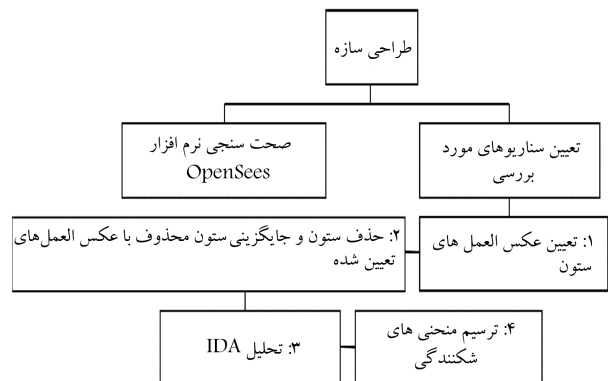 طراحی سازه
تعیین سناریوهای مورد
بررسی
صحت سنجی نرم افزار
OpenSees
۱: تعیین عکس العمل های
ستون
۲: حذف ستون و جایگزینی ستون محذوف با عکس العمل‌های
تعیین شده
۳: تحلیل IDA
۴: ترسیم منحنی های
شکنندگی